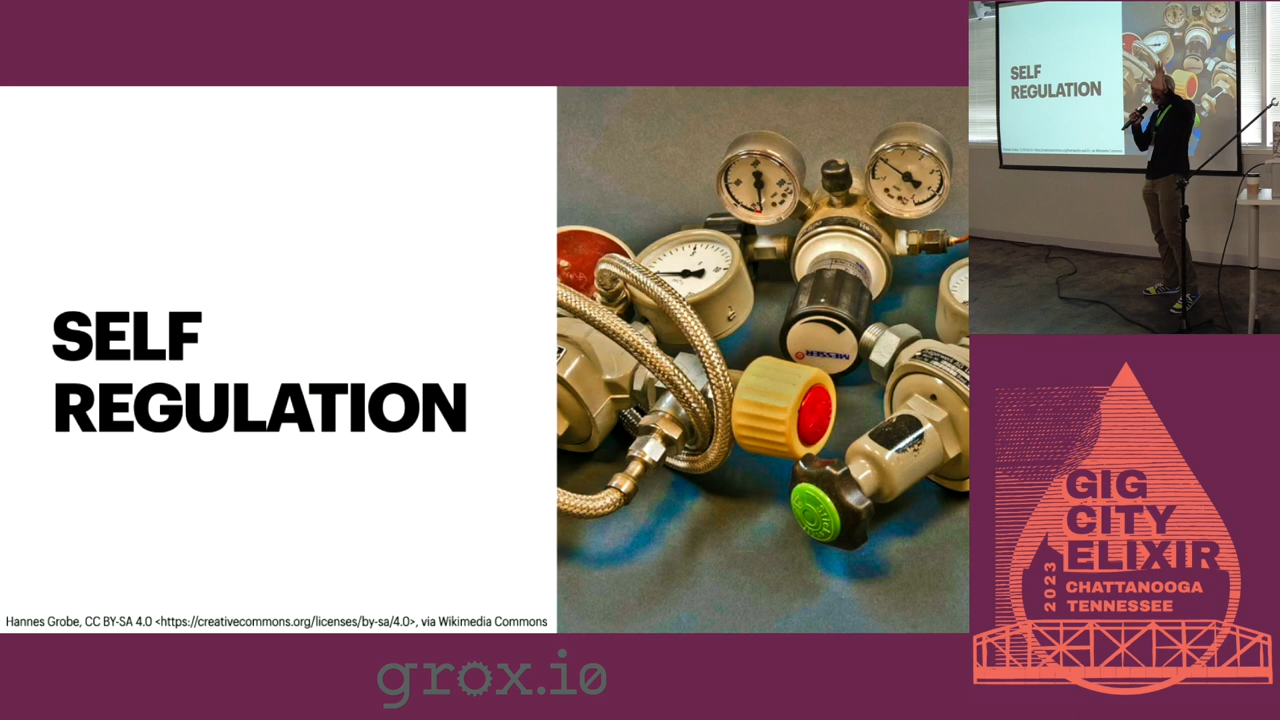 SELF
REGULATION
Hannes Grobe, CC BY-SA 4.0 <https://creativecommons.org/licenses/by-sa/4.0>, via Wikimedia Commons
MESSER
SELF
REGULATION
GIG
CITY
ELIXIR
2023
CHATTANOOGA
TENNESSEE
grox.io